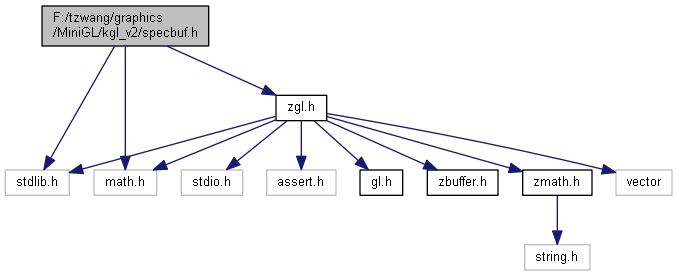 F:/tzwang/graphics
/MiniGL/kgl_v2/specbuf.h
zgl.h
stdlib.h
math.h
stdio.h
assert.h
gl.h
zbuffer.h
zmath.h
vector
string.h